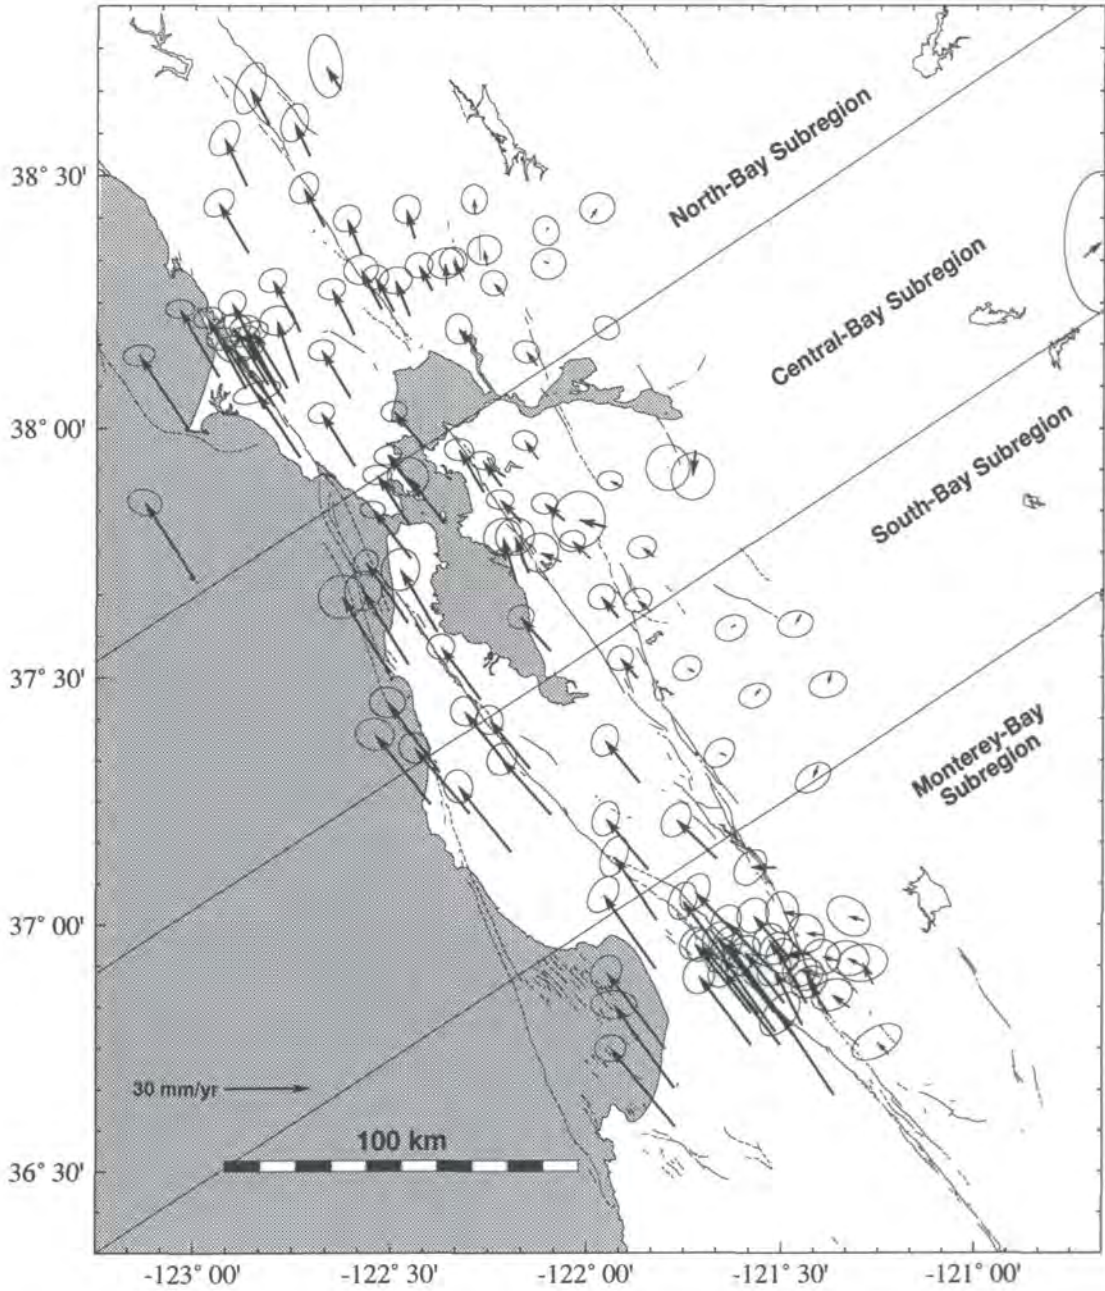 North-Bay Subregion
38° 30'
Central-Bay Subregion
38° 00'
South-Bay Subregion
37° 30'
Monterey-Bay
Subregion
37° 00'
30 mm/yr
100 km
36° 30'
-123° 00'
-122° 30'
-122° 00'
-121° 30'
-121° 00'